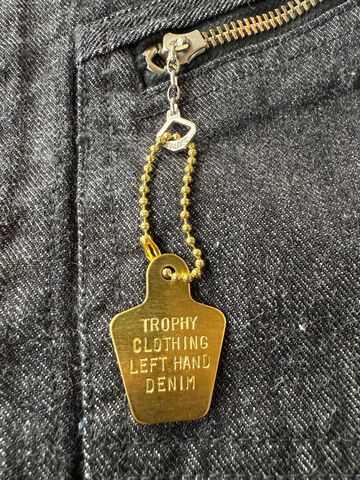 TROPHY
CLOTHING
LEFT HAND
DENIM